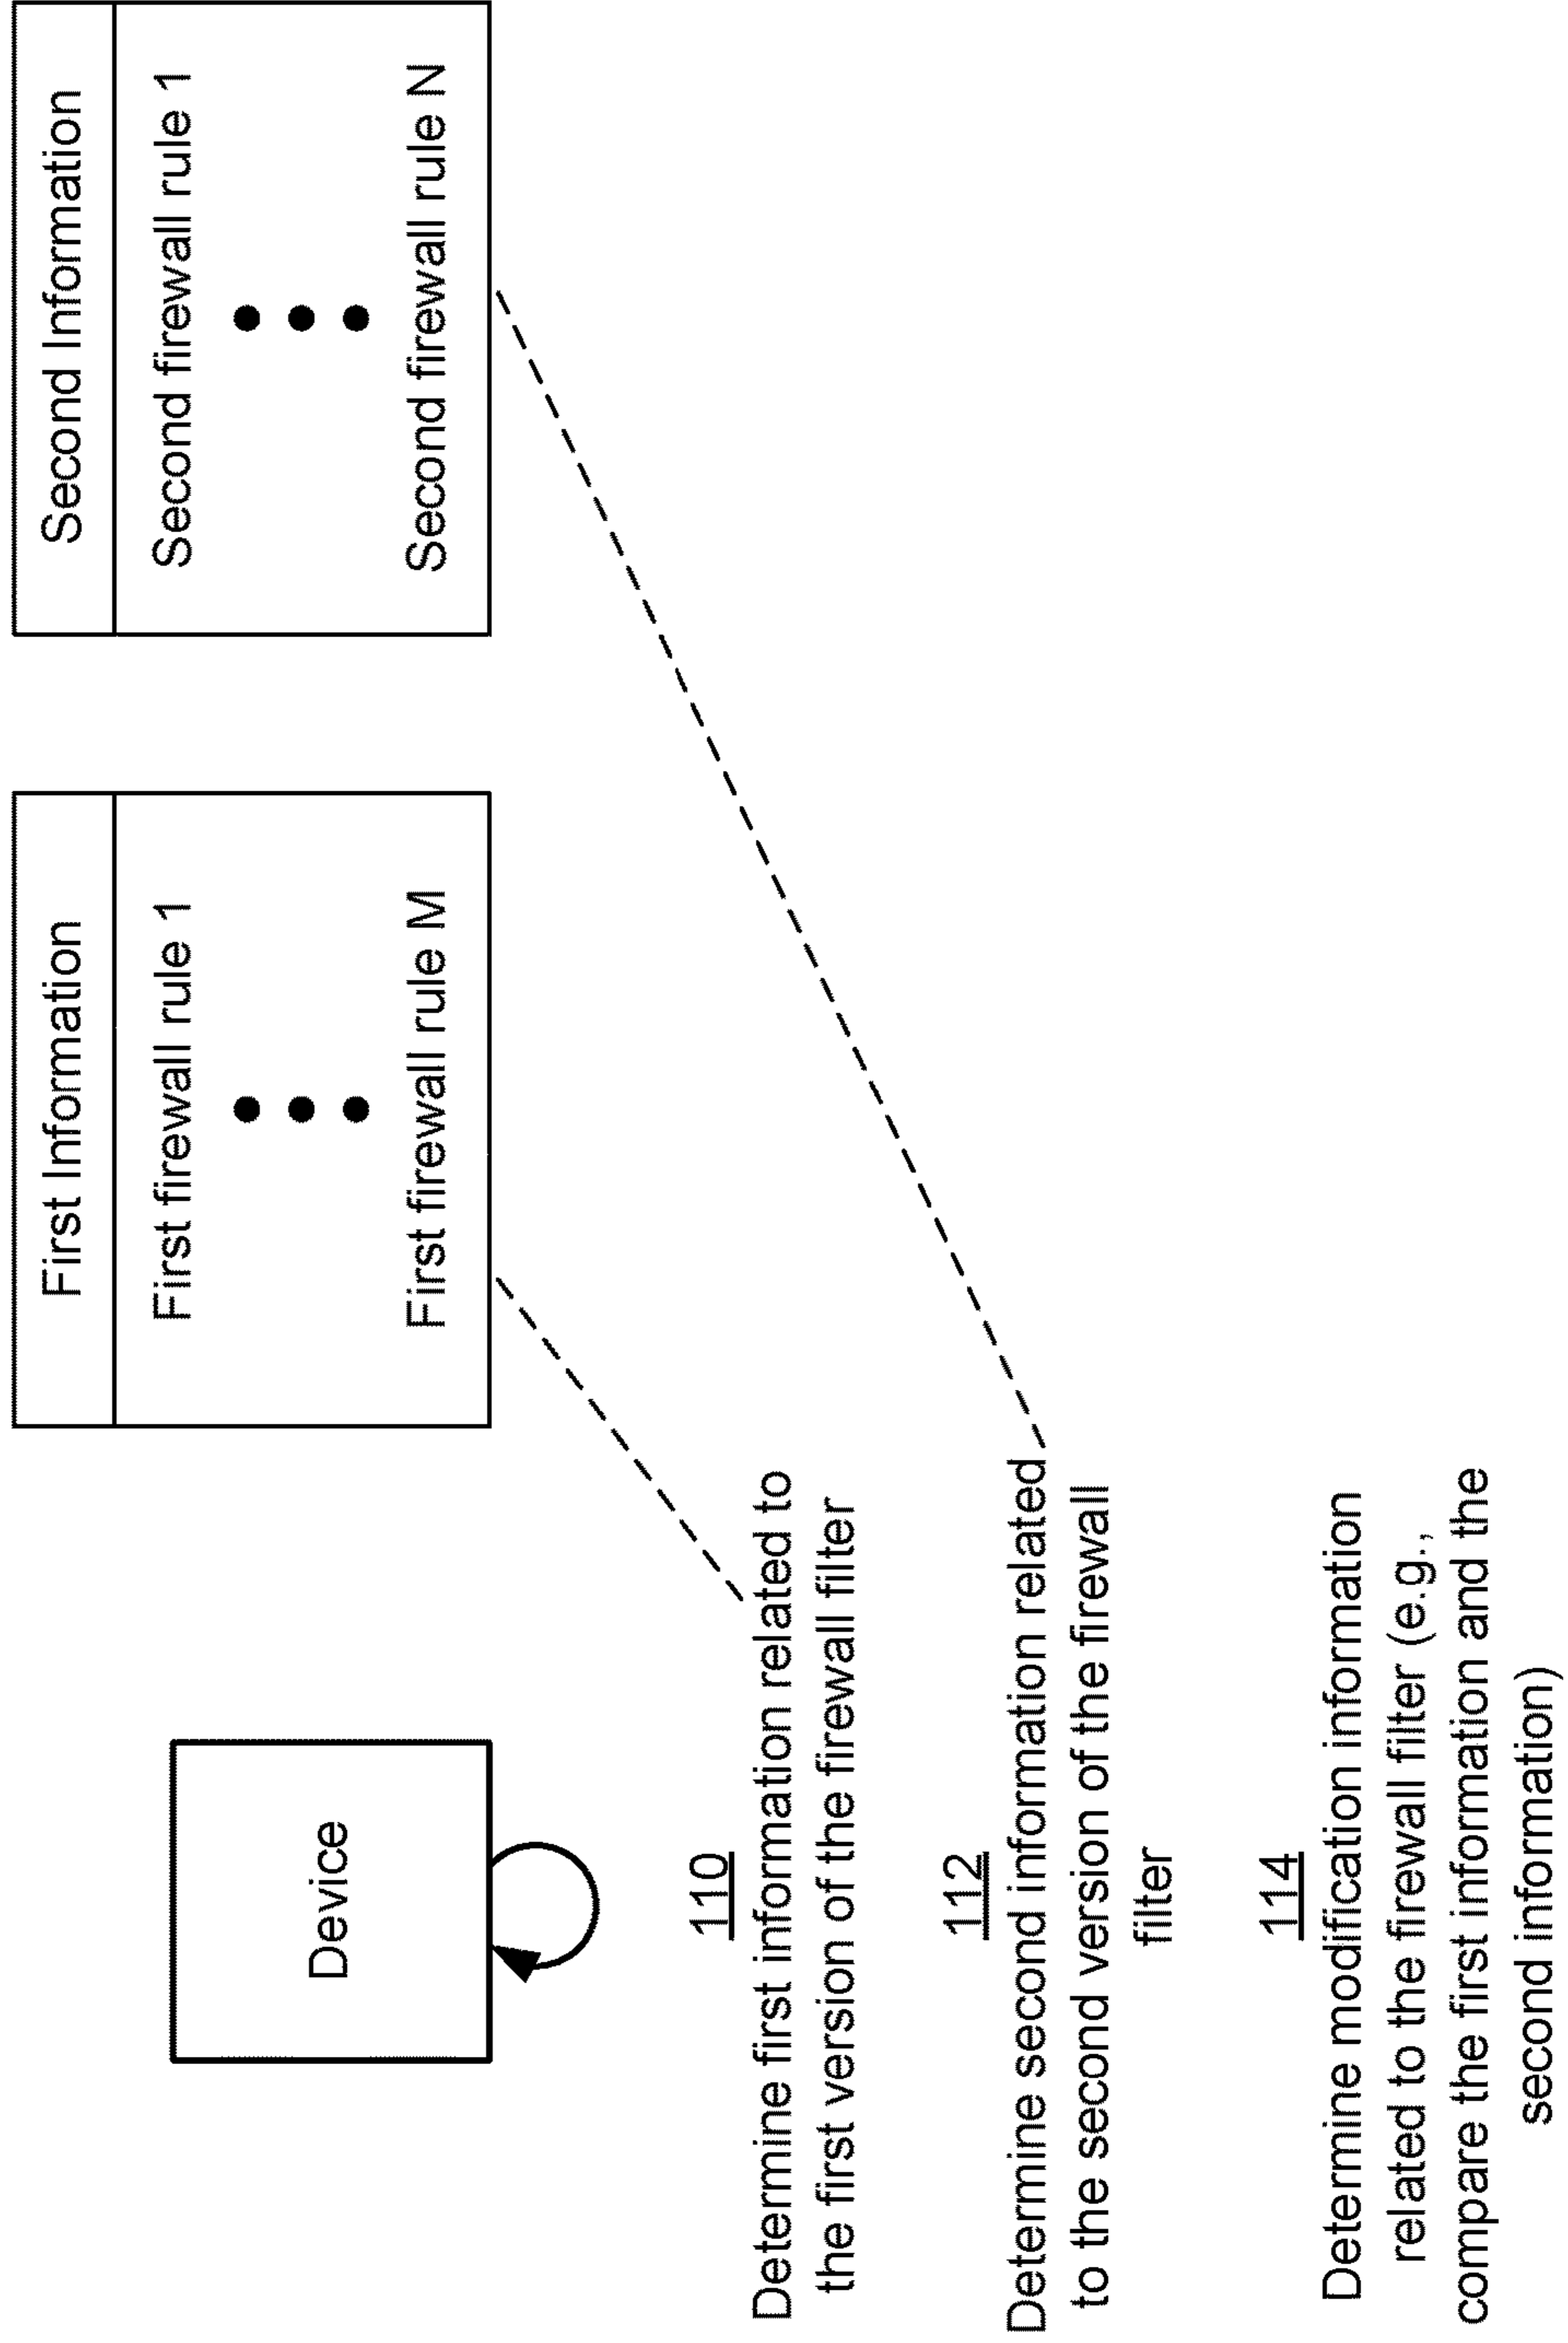 Device
110
Determine first information related to
the first version of the firewall filter
112
Determine second information related
to the second version of the firewall
filter
114
Determine modification information
related to the firewall filter (e.g.,
compare the first information and the
second information)
First Information
First firewall rule 1
First firewall rule M
Second Information
Second firewall rule 1
Second firewall rule N